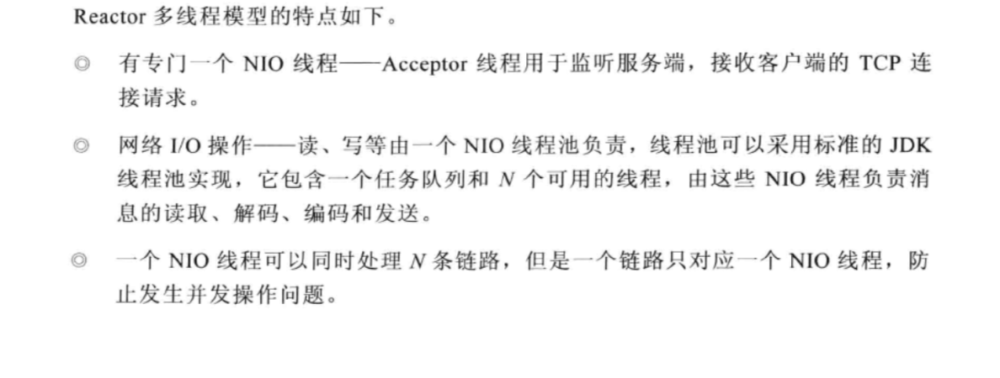 Reactor 多线程模型的特点如下。
◎ 有专门一个 NIO 线程——Acceptor 线程用于监听服务端，接收客户端的 TCP 连
接请求。
◎ 网络 I/O 操作——读、写等由一个 NIO 线程池负责，线程池可以采用标准的 JDK
线程池实现，它包含一个任务队列和 N 个可用的线程，由这些 NIO 线程负责消
息的读取、解码、编码和发送。
◎ 一个 NIO 线程可以同时处理 N 条链路，但是一个链路只对应一个 NIO 线程，防
止发生并发操作问题。